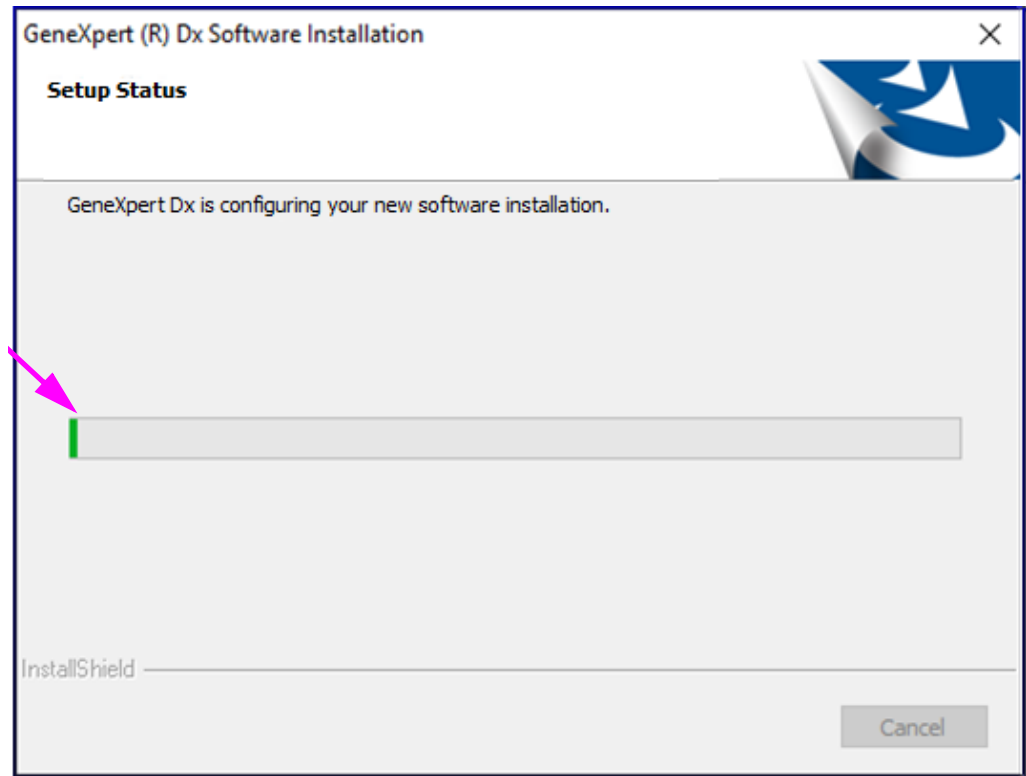 GeneXpert (R) Dx Software Installation
Setup Status
GeneXpert Dx is configuring your new software installation.
InstallShield
Cancel